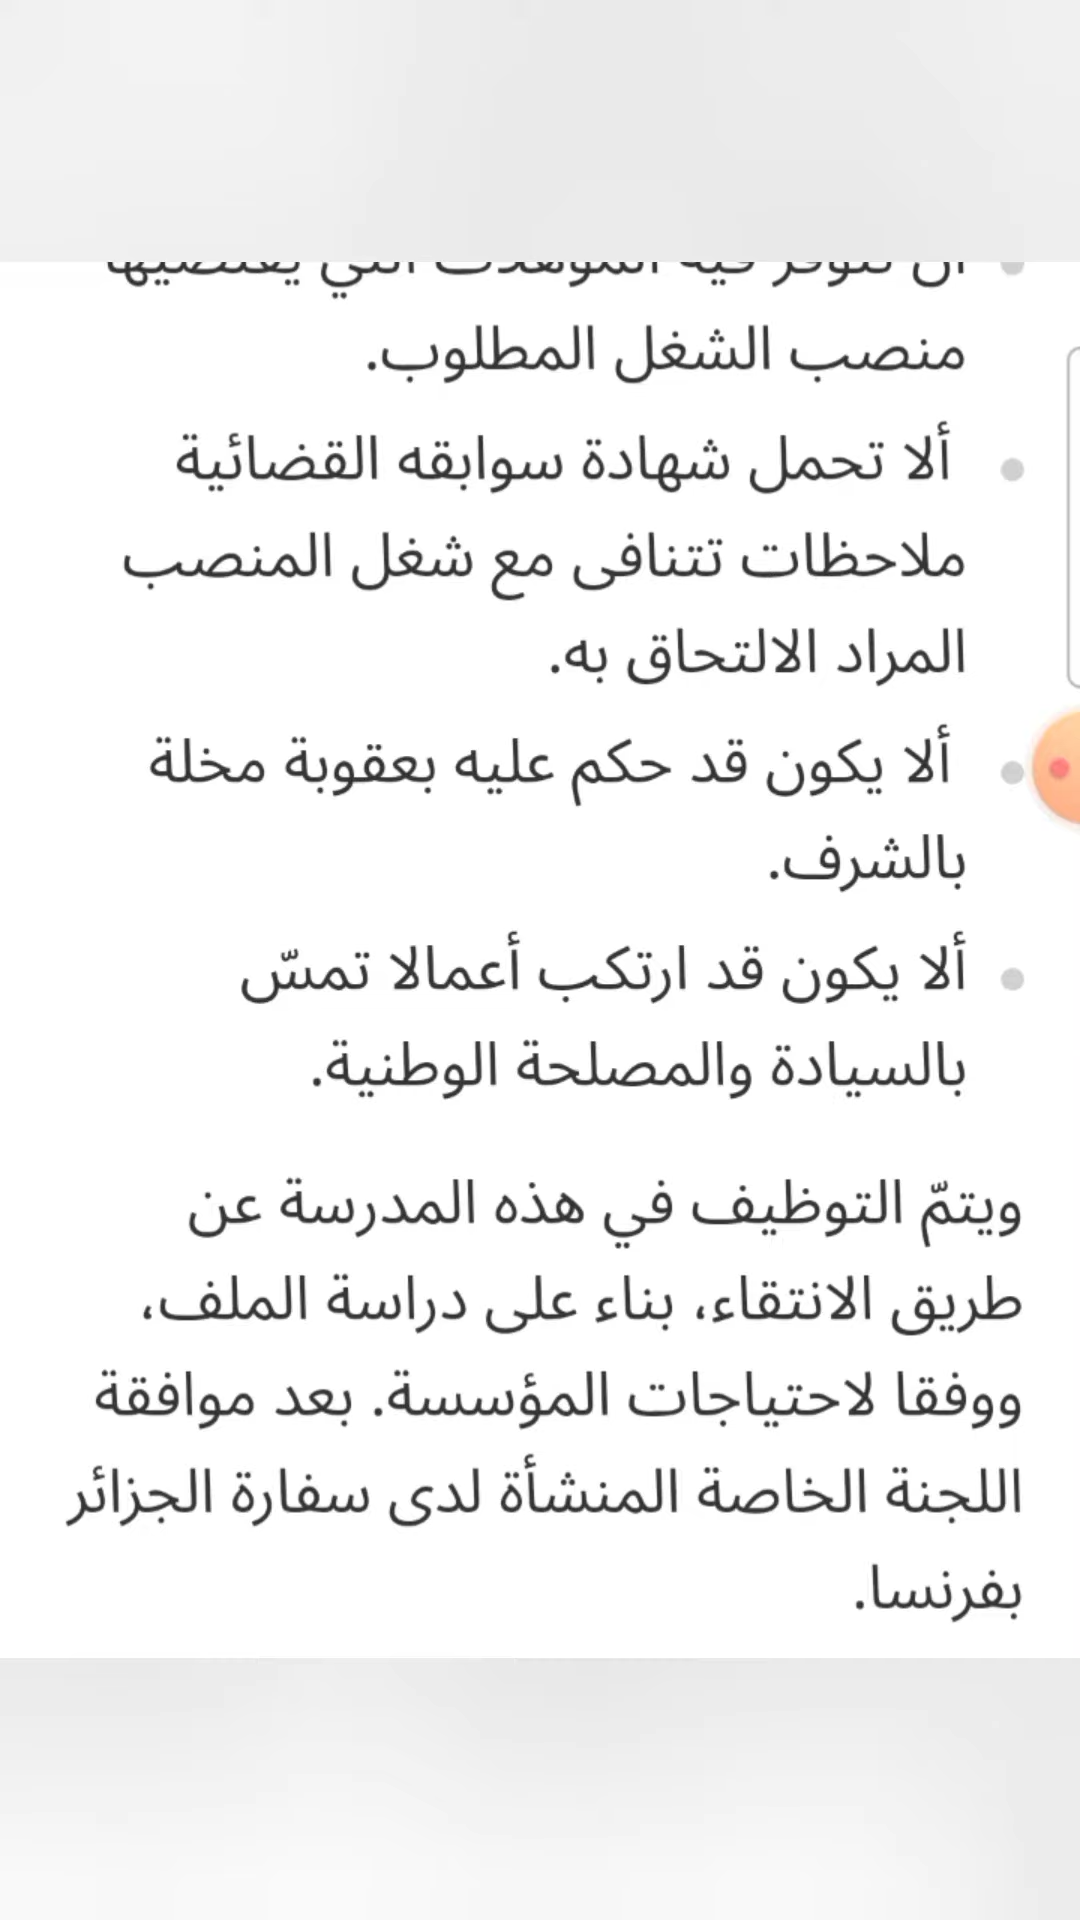 منصب الشغل المطلوب.
ألا تحمل شهادة سوابقه القضائية
ملاحظات تتنافى مع شغل المنصب
المراد الالتحاق به.
ألا يكون قد حكم عليه بعقوبة مخلة
بالشرف.
ألا يكون قد ارتكب أعمالا تمسّ
بالسيادة والمصلحة الوطنية.
ويتمّ التوظيف في هذه المدرسة عن
طريق الانتقاء، بناء على دراسة الملف،
ووفقا لاحتياجات المؤسسة. بعد موافقة
اللجنة الخاصة المنشأة لدى سفارة الجزائر
بفرنسا.